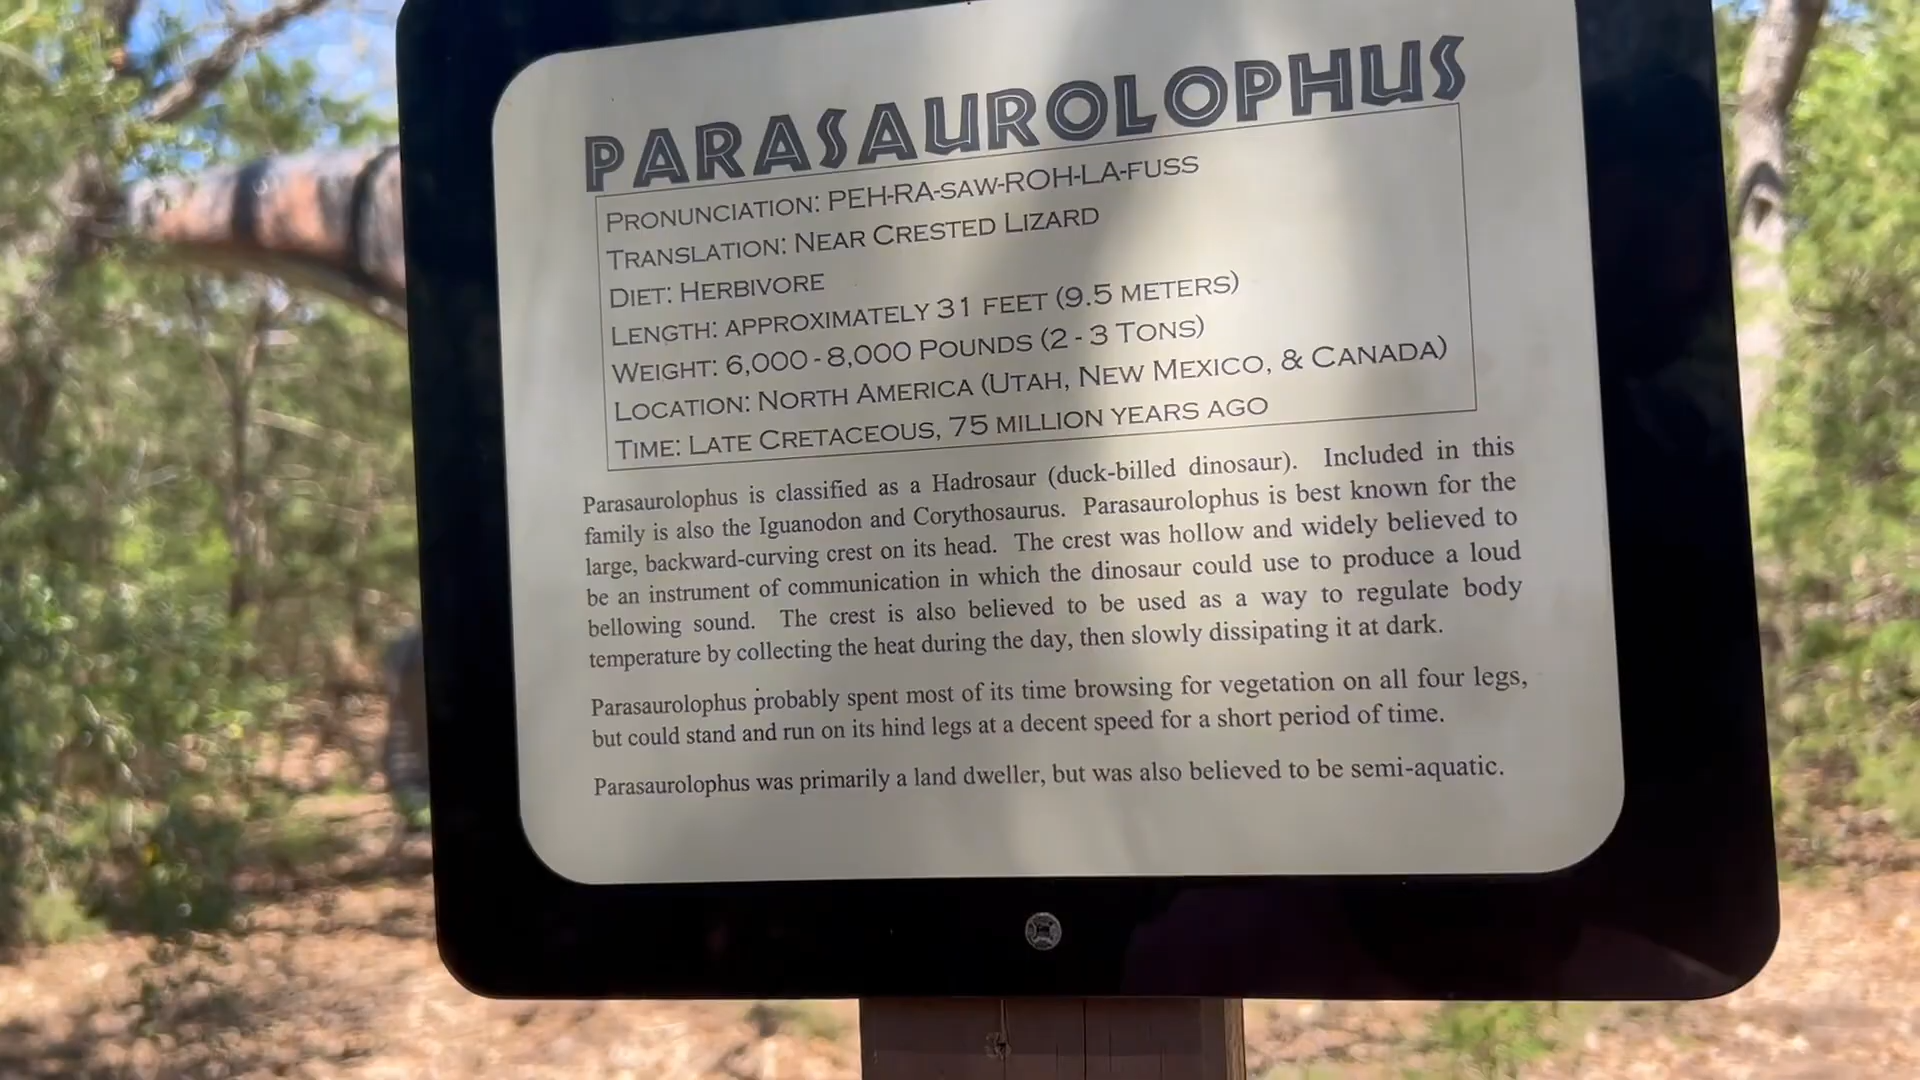 PARASAUROLOPHUS
PRONUNCIATION: PEH-RA-SAW-ROH-LA-FUSS
TRANSLATION: NEAR CRESTED LIZARD
DIET: HERBIVORE
LENGTH: APPROXIMATELY 31 FEET (9.5 METERS)
WEIGHT: 6,000 - 8,000 POUNDS (2 - 3 TONS)
LOCATION: NORTH AMERICA (UTAH, NEW MEXICO, & CANADA)
TIME: LATE CRETACEOUS, 75 MILLION YEARS AGO
Parasaurolophus is classified as a Hadrosaur (duck-billed dinosaur). Included in this
family is also the Iguanodon and Corythosaurus. Parasaurolophus is best known for the
large, backward-curving crest on its head. The crest was hollow and widely believed to
be an instrument of communication in which the dinosaur could use to produce a loud
bellowing sound. The crest is also believed to be used as a way to regulate body
temperature by collecting the heat during the day, then slowly dissipating it at dark.
Parasaurolophus probably spent most of its time browsing for vegetation on all four legs,
but could stand and run on its hind legs at a decent speed for a short period of time.
Parasaurolophus was primarily a land dweller, but was also believed to be semi-aquatic.